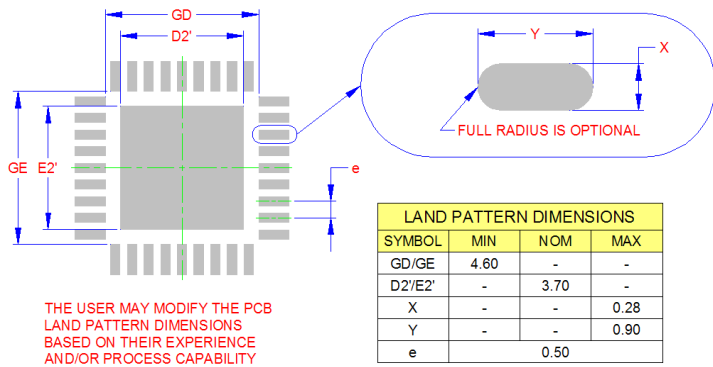 GD
D2'
GE
E2'
e
Y
X
FULL RADIUS IS OPTIONAL
LAND PATTERN DIMENSIONS
SYMBOL MIN NOM MAX
GD/GE 4.60 - -
D2'/E2' - 3.70 -
X - - 0.28
Y - - 0.90
e 0.50
THE USER MAY MODIFY THE PCB
LAND PATTERN DIMENSIONS
BASED ON THEIR EXPERIENCE
AND/OR PROCESS CAPABILITY